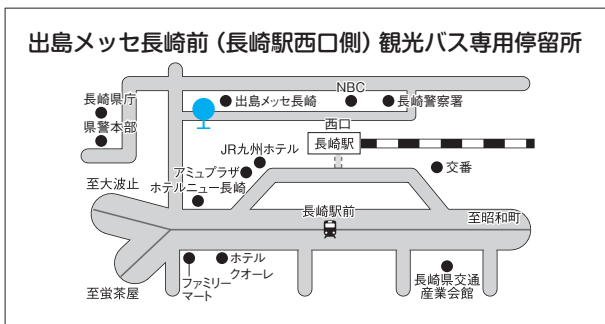 出島メッセ長崎前（長崎駅西口側）観光バス専用停留所
NBC
長崎県庁
出島メッセ長崎
長崎警察署
県警本部
西口
長崎駅
JR九州ホテル
アミュプラザ
交番
至大波止
ホテルニュー長崎
長崎駅前
至昭和町
ホテル
クオーレ
ファミリー
マート
長崎県交通
産業会館
至蛍茶屋